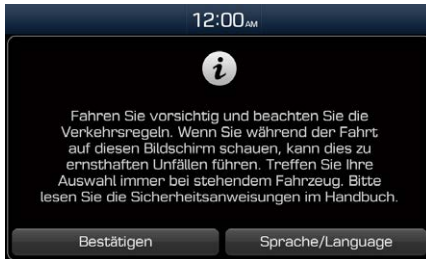 12:00 AM
i
Fahren Sie vorsichtig und beachten Sie die
Verkehrsregeln. Wenn Sie während der Fahrt
auf diesen Bildschirm schauen, kann dies zu
ernsthaften Unfällen führen. Treffen Sie Ihre
Auswahl immer bei stehendem Fahrzeug. Bitte
lesen Sie die Sicherheitsanweisungen im Handbuch.
Bestätigen Sprache/Language